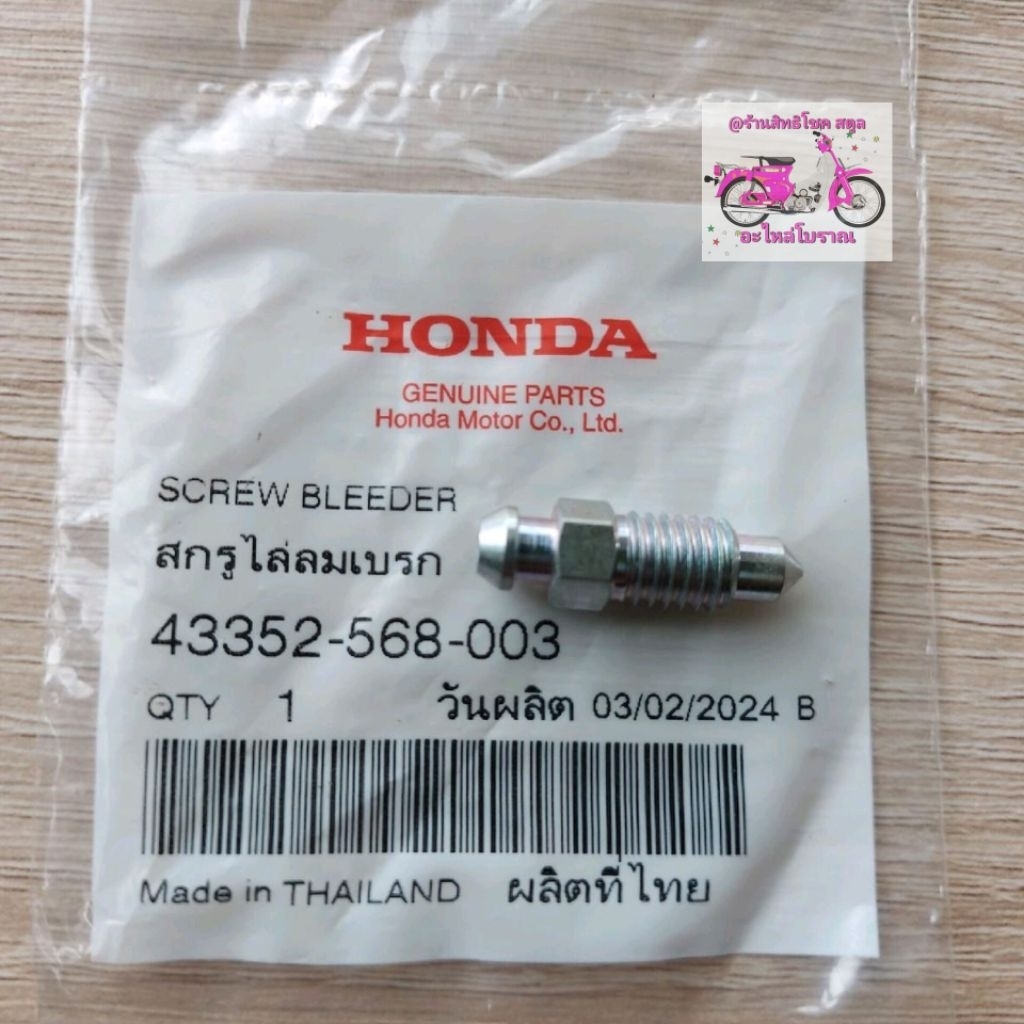 @ร้านสิทธิโชค สตูล
อะไหล่โบราณ
HONDA
GENUINE PARTS
Honda Motor Co., Ltd.
SCREW BLEEDER
สกรูไล่ลมเบรก
43352-568-003
QTY 1 วันผลิต 03/02/2024 B
Made in THAILAND ผลิตที่ไทย